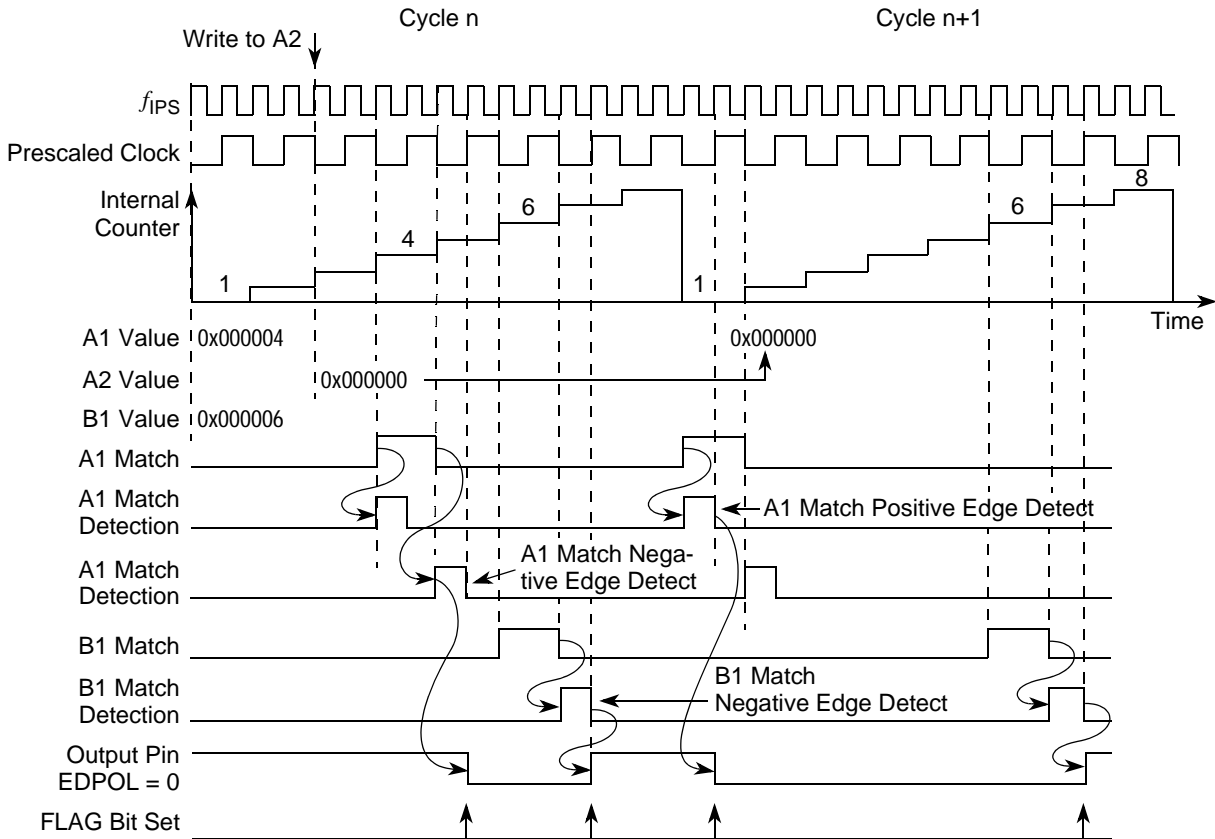 Cycle n
Cycle n+1
Write to A2
fIPS
Prescaled Clock
Internal
Counter
1
4
6
1
6
8
Time
A1 Value
0x000004
0x000000
A2 Value
0x000000
B1 Value
0x000006
A1 Match
A1 Match
Detection
A1 Match Positive Edge Detect
A1 Match
Detection
A1 Match Nega-
tive Edge Detect
B1 Match
B1 Match
Detection
B1 Match
Negative Edge Detect
Output Pin
EDPOL = 0
FLAG Bit Set